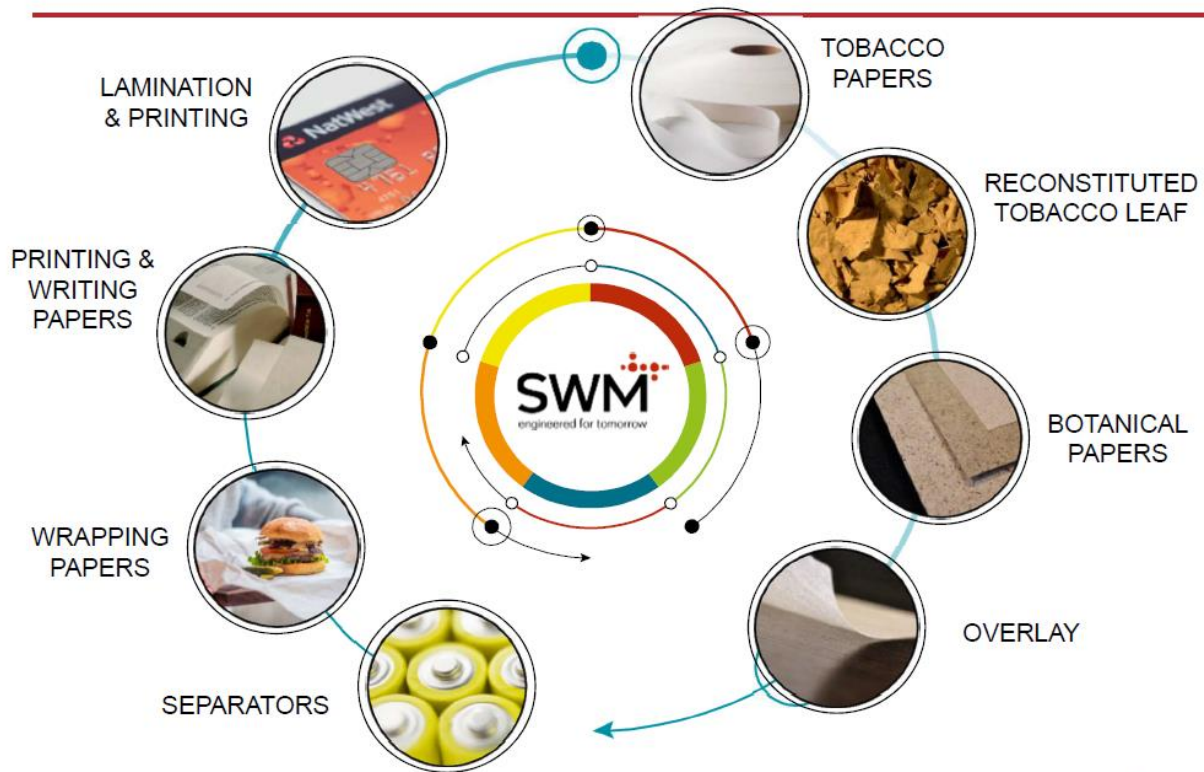 TOBACCO
PAPERS
RECONSTITUTED
TOBACCO LEAF
BOTANICAL
PAPERS
OVERLAY
SEPARATORS
WRAPPING
PAPERS
PRINTING &
WRITING
PAPERS
LAMINATION
& PRINTING
NatWest
SWM
engineered for tomorrow